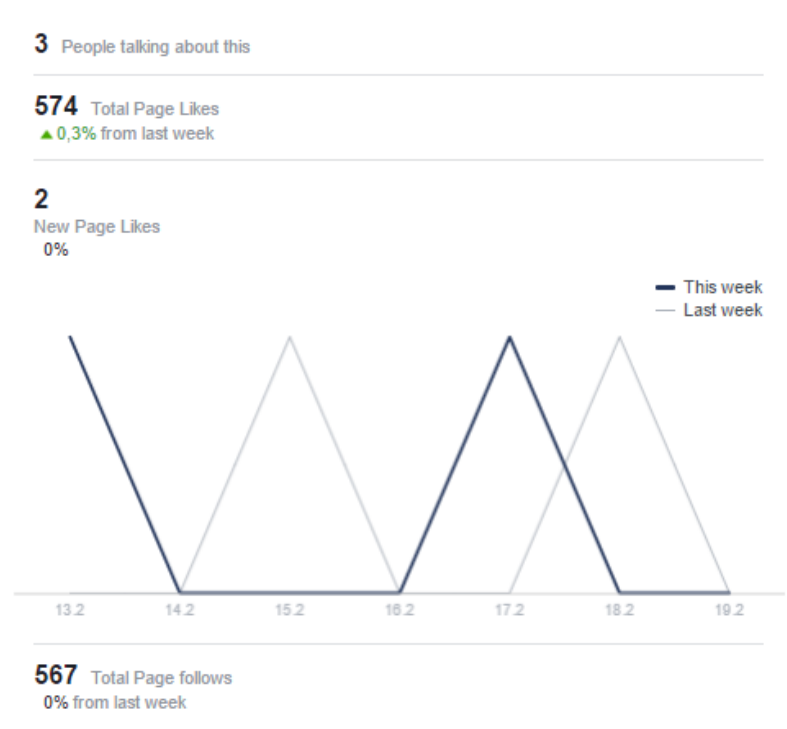 3 People talking about this
574 Total Page Likes
0,3% from last week
2
New Page Likes
0%
This week
Last week
13.2 14.2 15.2 16.2 17.2 18.2 19.2
567 Total Page follows
0% from last week